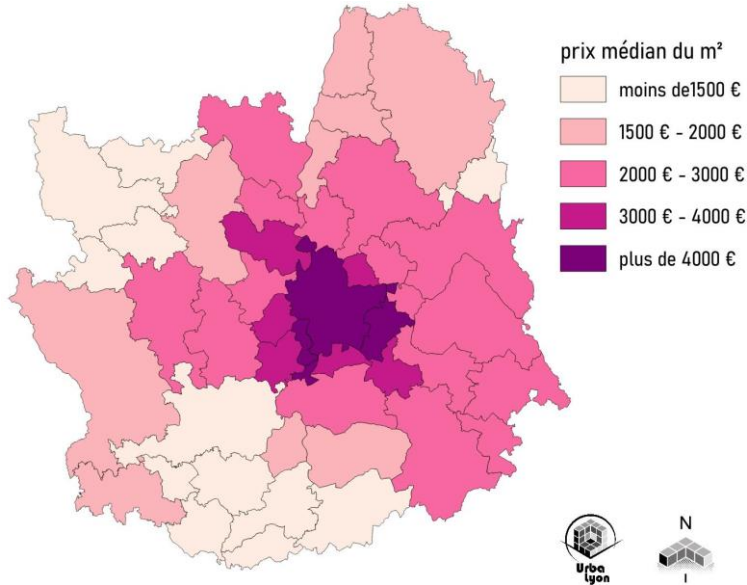 prix médian du m²
moins de1500 €
1500 € - 2000 €
2000 € - 3000 €
3000 € - 4000 €
plus de 4000 €
Urba
Lyon
N